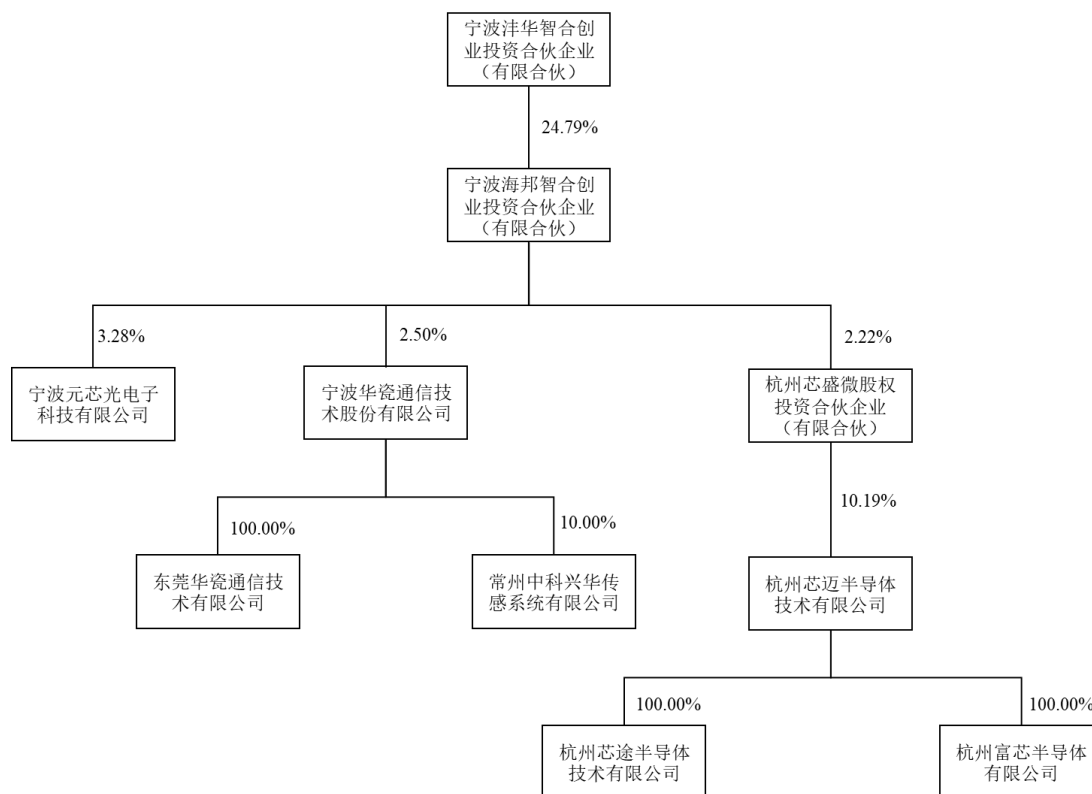 宁波沣华智合创
业投资合伙企业
（有限合伙）
24.79%
宁波海邦智合创
业投资合伙企业
（有限合伙）
3.28%
2.50%
2.22%
宁波元芯光电子
科技有限公司
宁波华瓷通信技
术股份有限公司
杭州芯盛微股权
投资合伙企业
（有限合伙）
100.00%
10.00%
10.19%
东莞华瓷通信技
术有限公司
常州中科兴华传
感系统有限公司
杭州芯迈半导体
技术有限公司
100.00%
100.00%
杭州芯途半导体
技术有限公司
杭州富芯半导体
有限公司